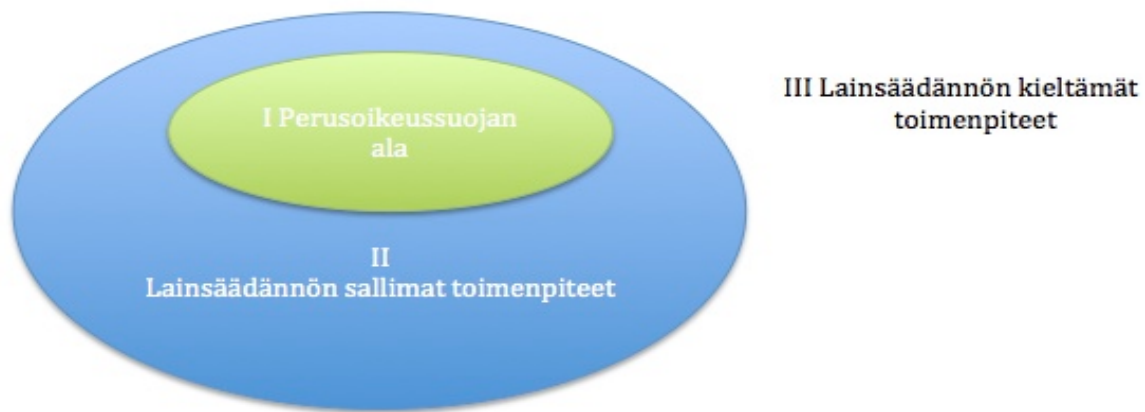 I Perusoikeussuojan
ala
II
Lainsäädännön sallimat toimenpiteet
III Lainsäädännön kieltämät
toimenpiteet